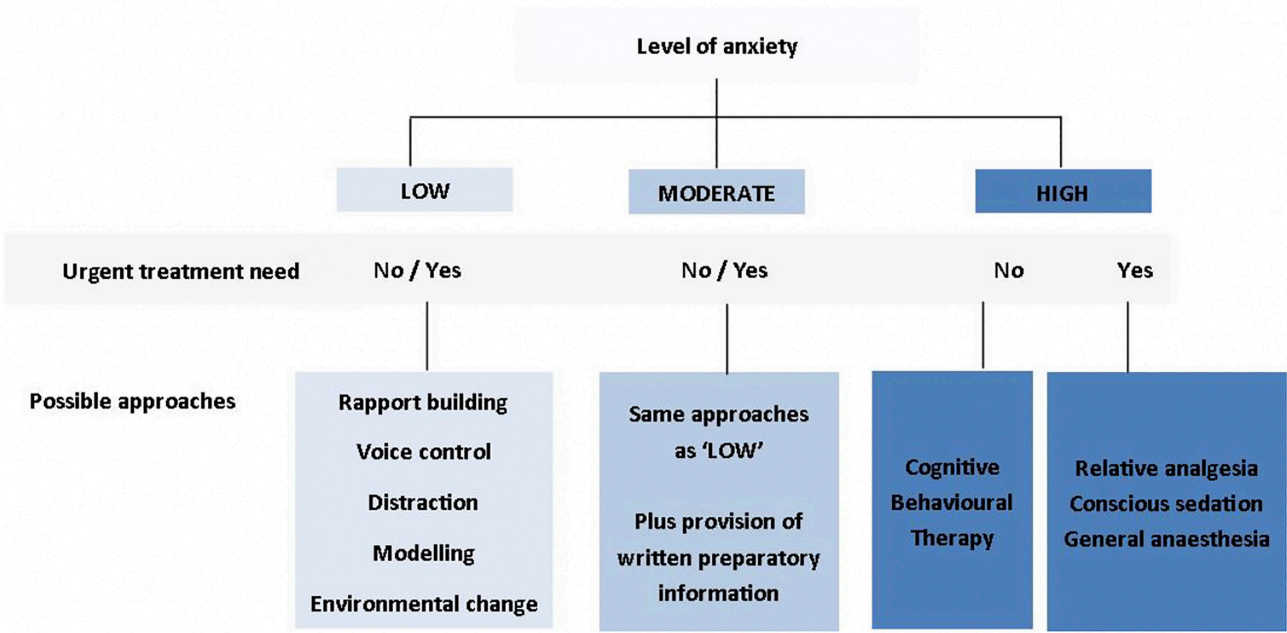 Level of anxiety
LOW
MODERATE
HIGH
Urgent treatment need
No / Yes
No / Yes
No
Yes
Possible approaches
Rapport building
Voice control
Distraction
Modelling
Environmental change
Same approaches
as ‘LOW’
Plus provision of
written preparatory
information
Cognitive
Behavioural
Therapy
Relative analgesia
Conscious sedation
General anaesthesia